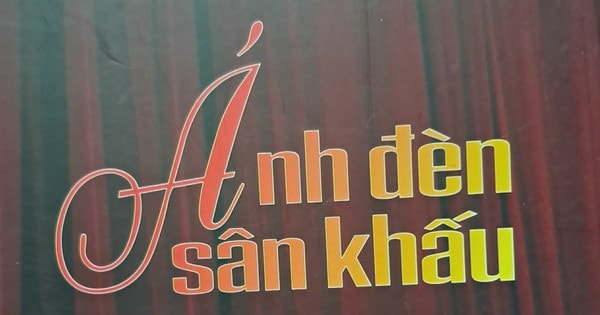 Ánh đèn
sân khấu